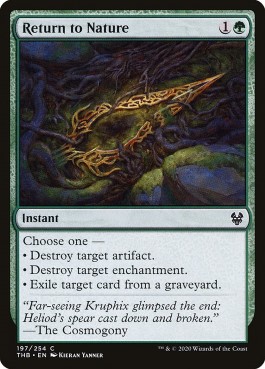 Return to Nature
1
Instant
Choose one —
• Destroy target artifact.
• Destroy target enchantment.
• Exile target card from a graveyard.
“Far-seeing Kruphix glimpsed the end:
Heliod’s spear cast down and broken.”
—The Cosmogony
197/254 C
THB • EN KIERAN YANNER
™ & © 2020 Wizards of the Coast